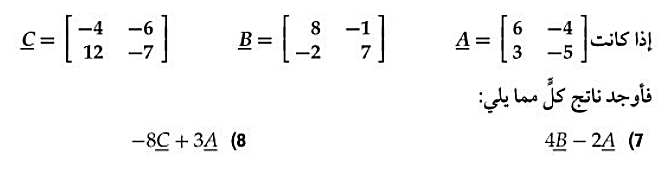 إذا كانت A = [6 -4; 3 -5] B = [8 -1; -2 7] C = [-4 -6; 12 -7]
فأوجد ناتج كلٍّ مما يلي:
7) 4B − 2A 8) −8C + 3A